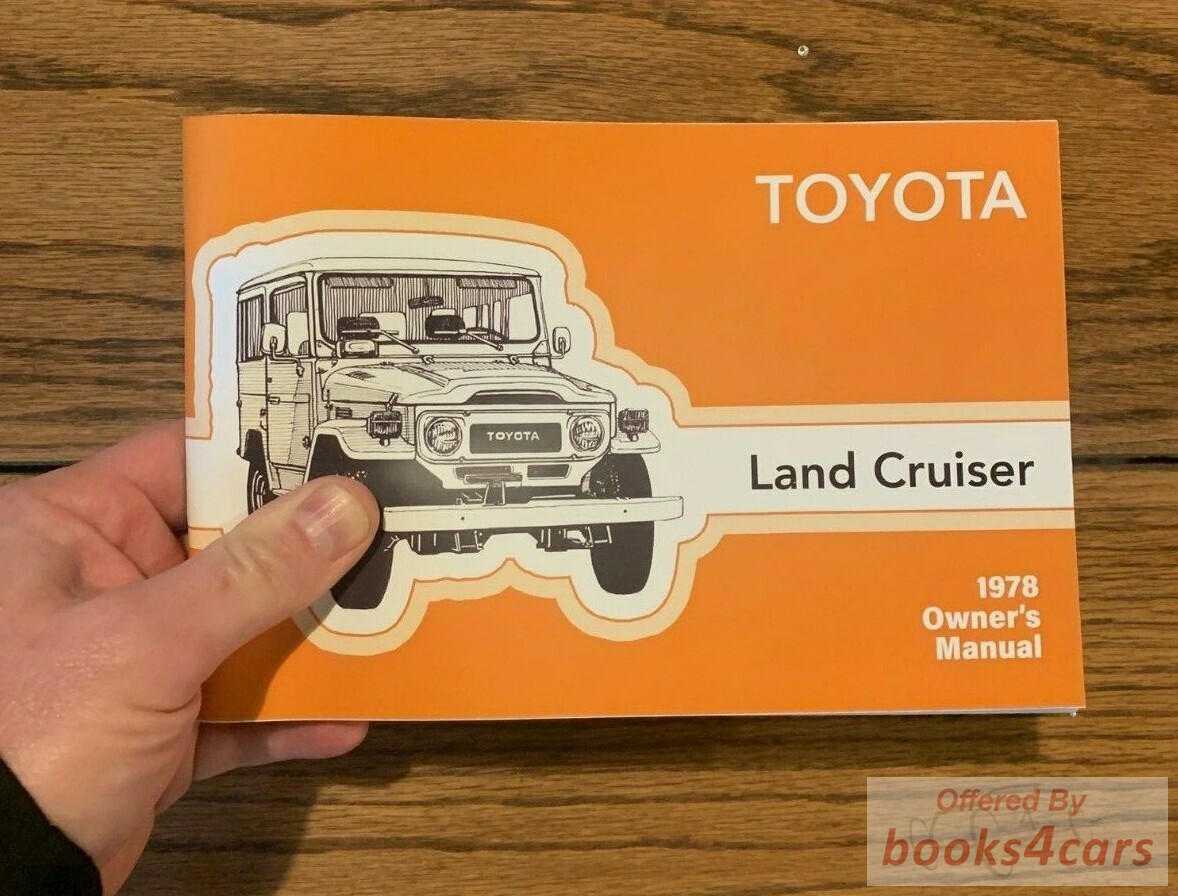 TOYOTA
TOYOTA
Land Cruiser
1978
Owner's
Manual
Offered By
books4cars